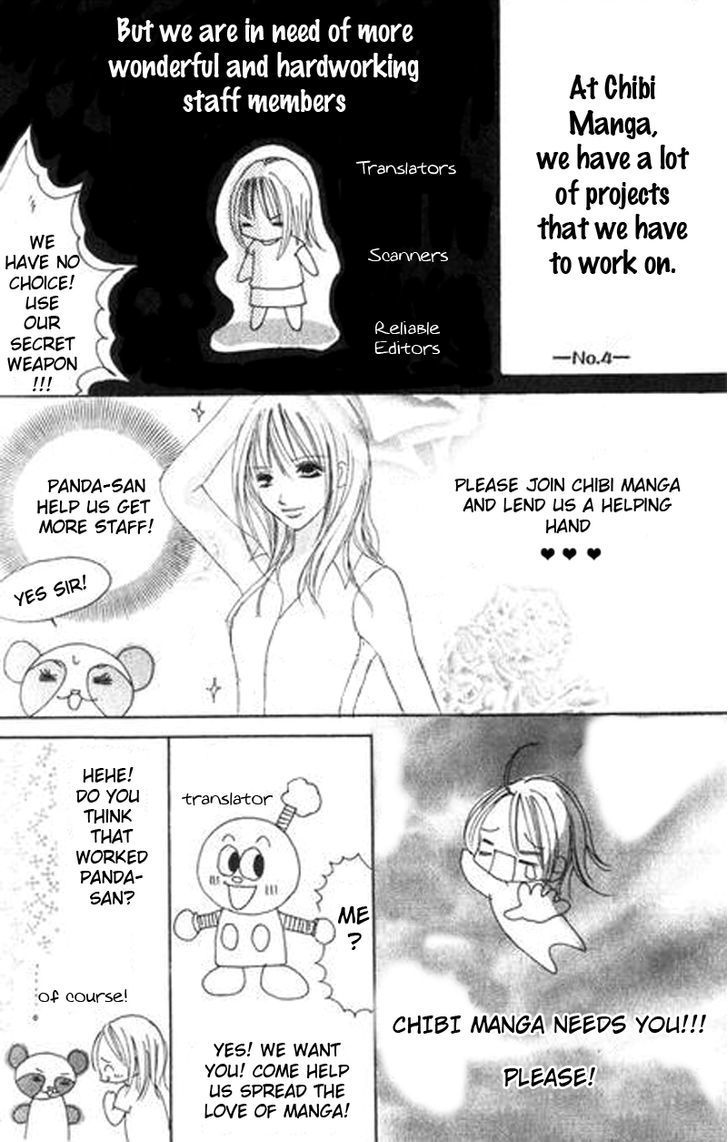 At Chibi
Manga,
we have a lot
of projects
that we have
to work on.
—No.4—
But we are in need of more
wonderful and hardworking
staff members
Translators
Scanners
Reliable
Editors
WE
HAVE NO
CHOICE!
USE
OUR
SECRET
WEAPON
!!!
PANDA-SAN
HELP US GET
MORE STAFF!
YES SIR!
PLEASE JOIN CHIBI MANGA
AND LEND US A HELPING
HAND
♥ ♥ ♥
CHIBI MANGA NEEDS YOU!!!
PLEASE!
translator
ME
?
YES! WE WANT
YOU! COME HELP
US SPREAD THE
LOVE OF MANGA!
HEHE!
DO YOU
THINK
THAT
WORKED
PANDA-
SAN?
of course!